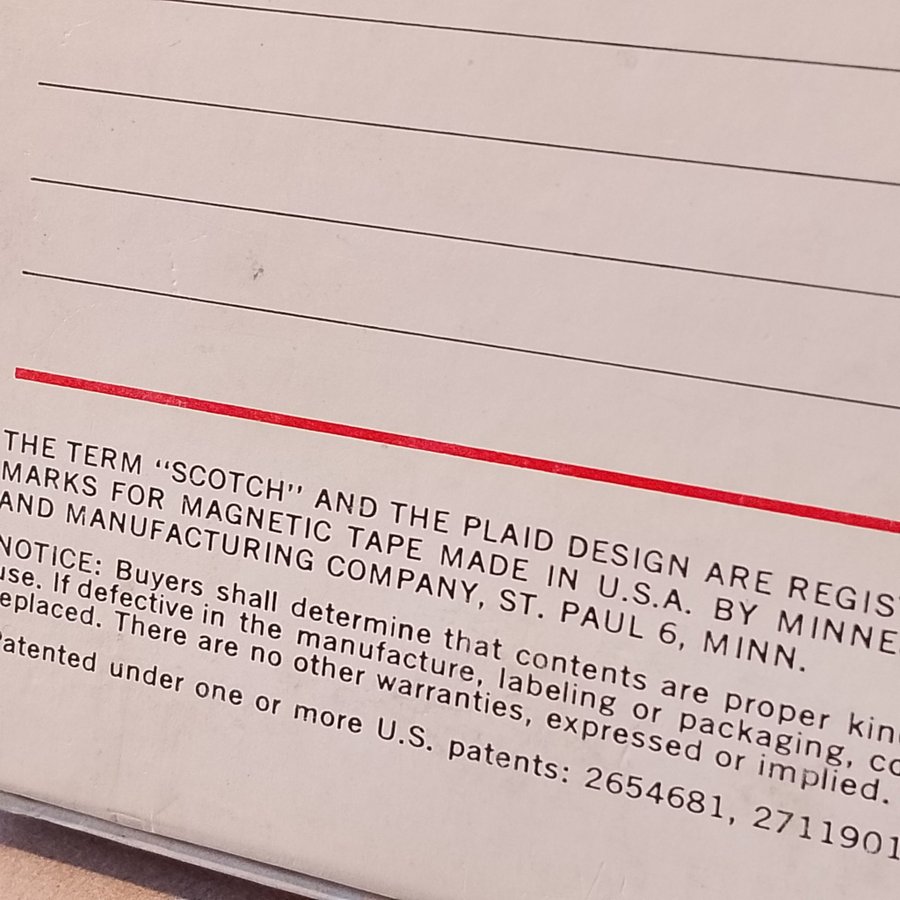 THE TERM “SCOTCH” AND THE PLAID DESIGN ARE REGIS
MARKS FOR MAGNETIC TAPE MADE IN U.S.A. BY MINNE
AND MANUFACTURING COMPANY, ST. PAUL 6, MINN.
NOTICE: Buyers shall determine that contents are proper kin
use. If defective in the manufacture, labeling or packaging, co
eplaced. There are no other warranties, expressed or implied.
Patented under one or more U.S. patents: 2654681, 2711901